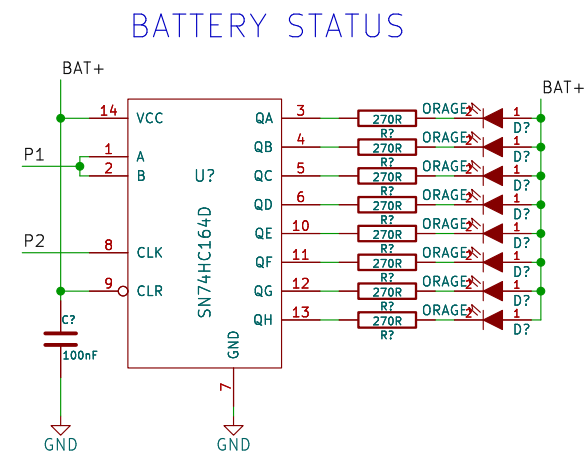 BATTERY STATUS
BAT+
BAT+
14 VCC QA 3 270R R? ORAGE 2 1 D?
P1 1 A QB 4 270R R? ORAGE 2 1 D?
2 B U? QC 5 270R R? ORAGE 2 1 D?
SN74HC164D QD 6 270R R? ORAGE 2 1 D?
QE 10 270R R? ORAGE 2 1 D?
P2 8 CLK QF 11 270R R? ORAGE 2 1 D?
9 CLR QG 12 270R R? ORAGE 2 1 D?
C? QH 13 270R R? ORAGE 2 1 D?
100nF
GND
7
GND
GND